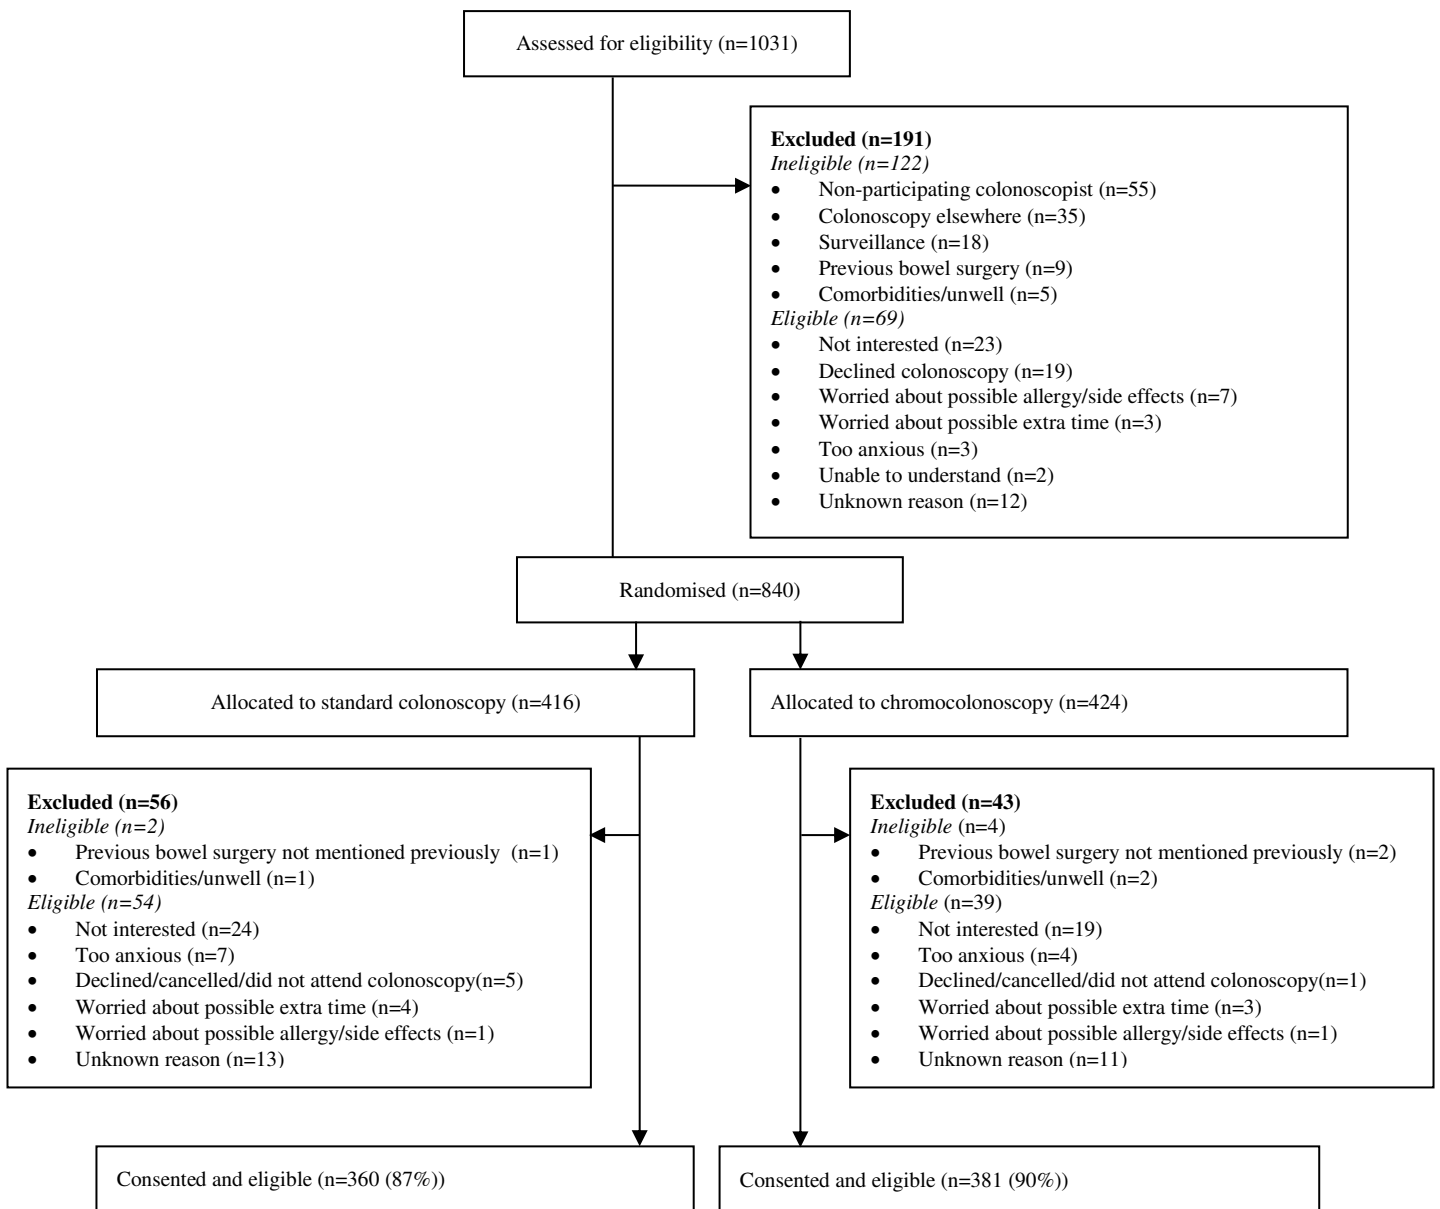 Assessed for eligibility (n=1031)
Excluded (n=191)
Ineligible (n=122)
• Non-participating colonoscopist (n=55)
• Colonoscopy elsewhere (n=35)
• Surveillance (n=18)
• Previous bowel surgery (n=9)
• Comorbidities/unwell (n=5)
Eligible (n=69)
• Not interested (n=23)
• Declined colonoscopy (n=19)
• Worried about possible allergy/side effects (n=7)
• Worried about possible extra time (n=3)
• Too anxious (n=3)
• Unable to understand (n=2)
• Unknown reason (n=12)
Randomised (n=840)
Allocated to standard colonoscopy (n=416)
Allocated to chromocolonoscopy (n=424)
Excluded (n=56)
Ineligible (n=2)
• Previous bowel surgery not mentioned previously (n=1)
• Comorbidities/unwell (n=1)
Eligible (n=54)
• Not interested (n=24)
• Too anxious (n=7)
• Declined/cancelled/did not attend colonoscopy(n=5)
• Worried about possible extra time (n=4)
• Worried about possible allergy/side effects (n=1)
• Unknown reason (n=13)
Excluded (n=43)
Ineligible (n=4)
• Previous bowel surgery not mentioned previously (n=2)
• Comorbidities/unwell (n=2)
Eligible (n=39)
• Not interested (n=19)
• Too anxious (n=4)
• Declined/cancelled/did not attend colonoscopy(n=1)
• Worried about possible extra time (n=3)
• Worried about possible allergy/side effects (n=1)
• Unknown reason (n=11)
Consented and eligible (n=360 (87%))
Consented and eligible (n=381 (90%))